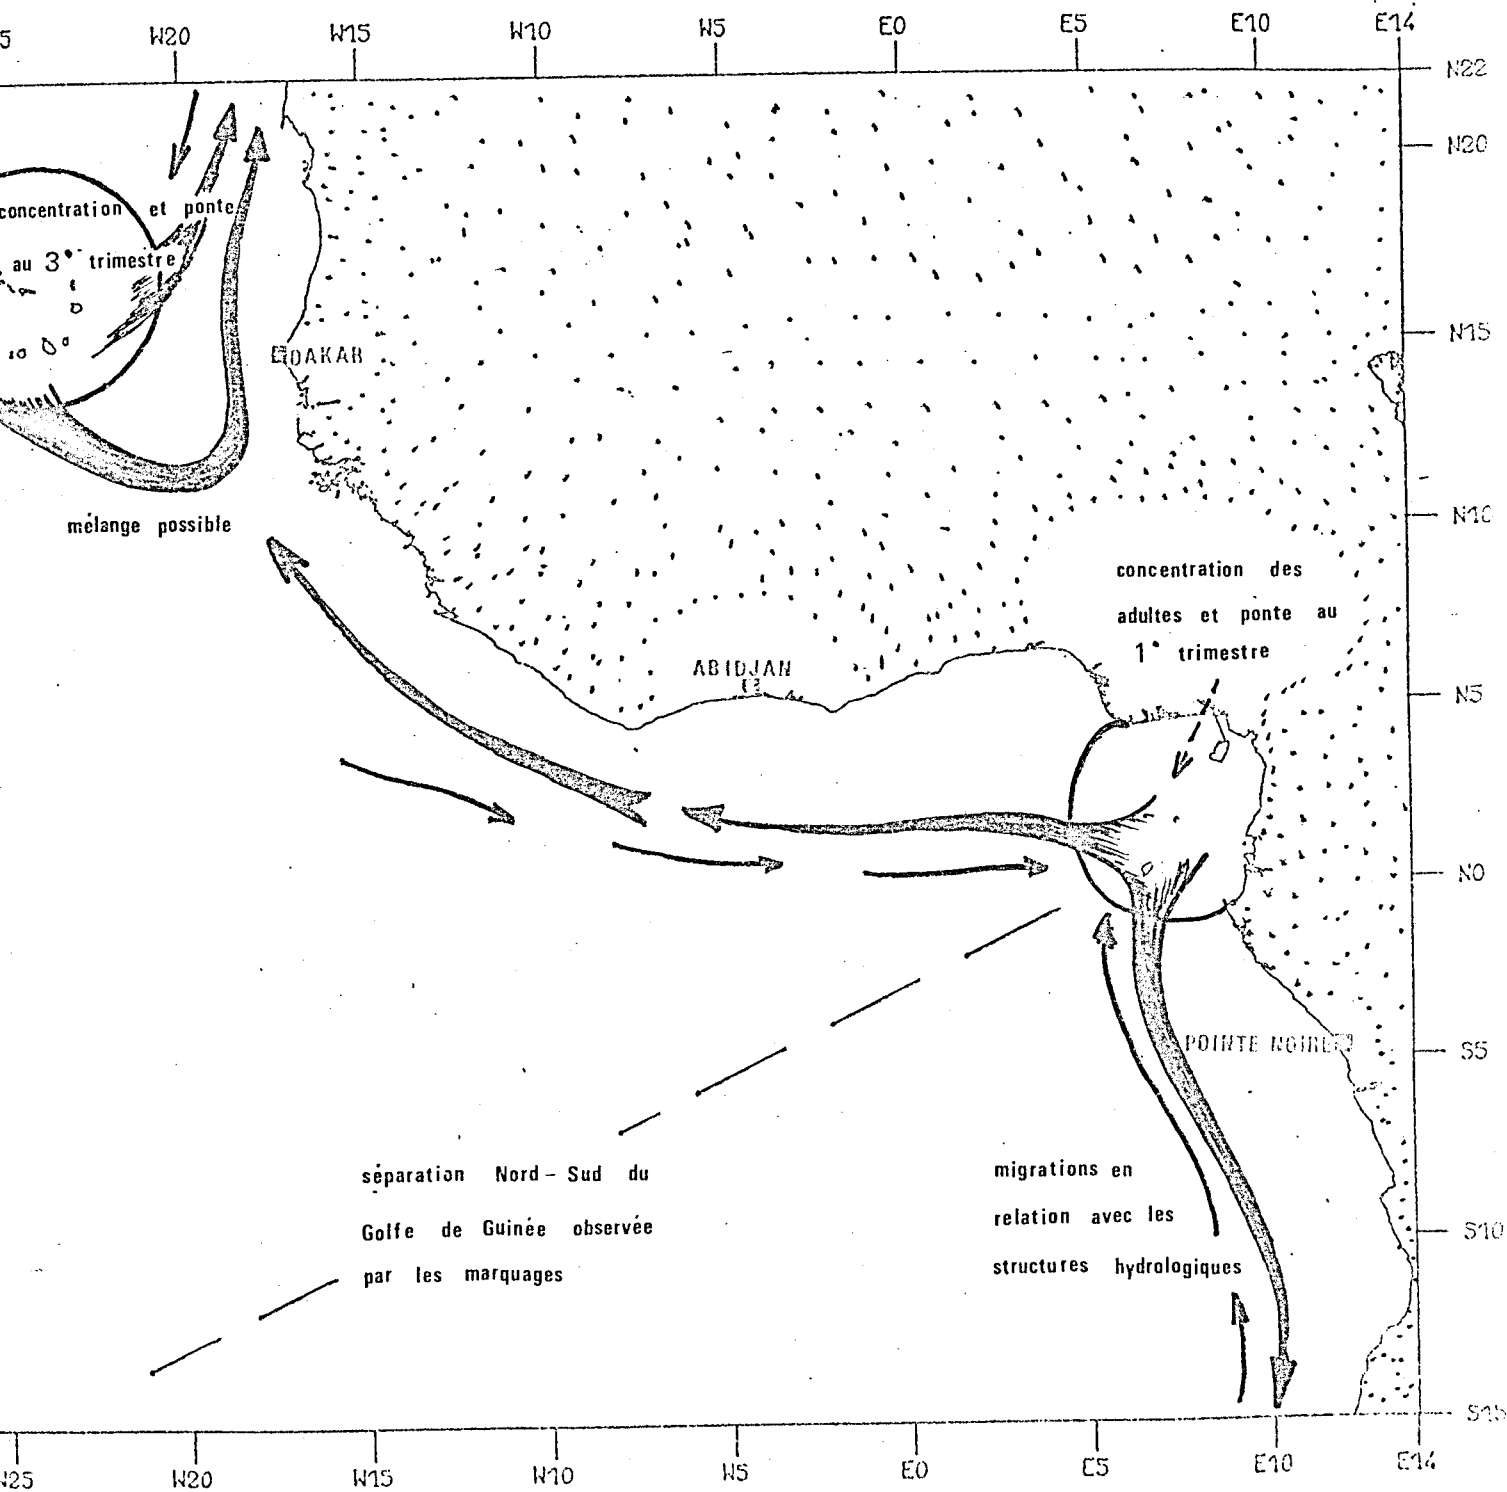 5 W20 W15 W10 W5 E0 E5 E10 E14
N22
N20
concentration et ponte
au 3e trimestre
N15
DAKAR
mélange possible
N10
concentration des
adultes et ponte au
1° trimestre
ABIDJAN
N5
N0
POINTE NOIRE
S5
séparation Nord - Sud du
Golfe de Guinée observée
par les marquages
migrations en
relation avec les
structures hydrologiques
S10
S15
W25 W20 W15 W10 W5 E0 E5 E10 E14